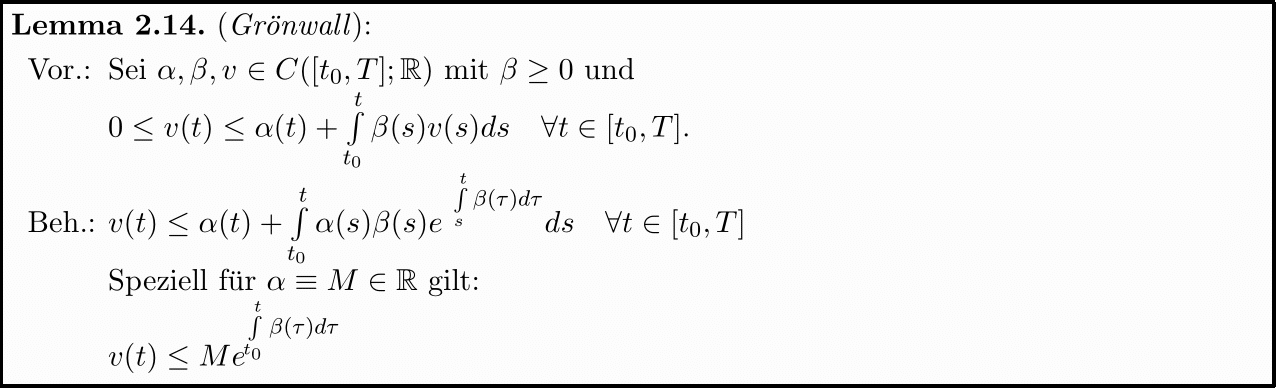 Lemma 2.14. (Grönwall):
Vor.: Sei α, β, v ∈ C([t₀, T]; ℝ) mit β ≥ 0 und
0 ≤ v(t) ≤ α(t) + ∫_{t₀}^{t} β(s)v(s)ds ∀t ∈ [t₀, T].
Beh.: v(t) ≤ α(t) + ∫_{t₀}^{t} α(s)β(s)e^{∫_{s}^{t} β(τ)dτ} ds ∀t ∈ [t₀, T]
Speziell für α ≡ M ∈ ℝ gilt:
v(t) ≤ Me^{∫_{t₀}^{t} β(τ)dτ}